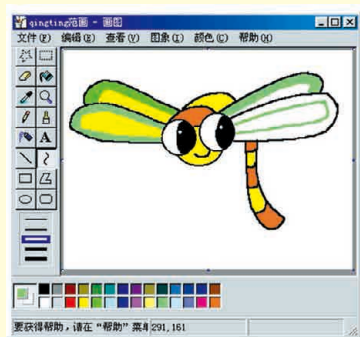 qingting范画 - 画图
文件(F) 编辑(E) 查看(V) 图象(I) 颜色(C) 帮助(H)
A
要获得帮助，请在“帮助”菜单 291,161